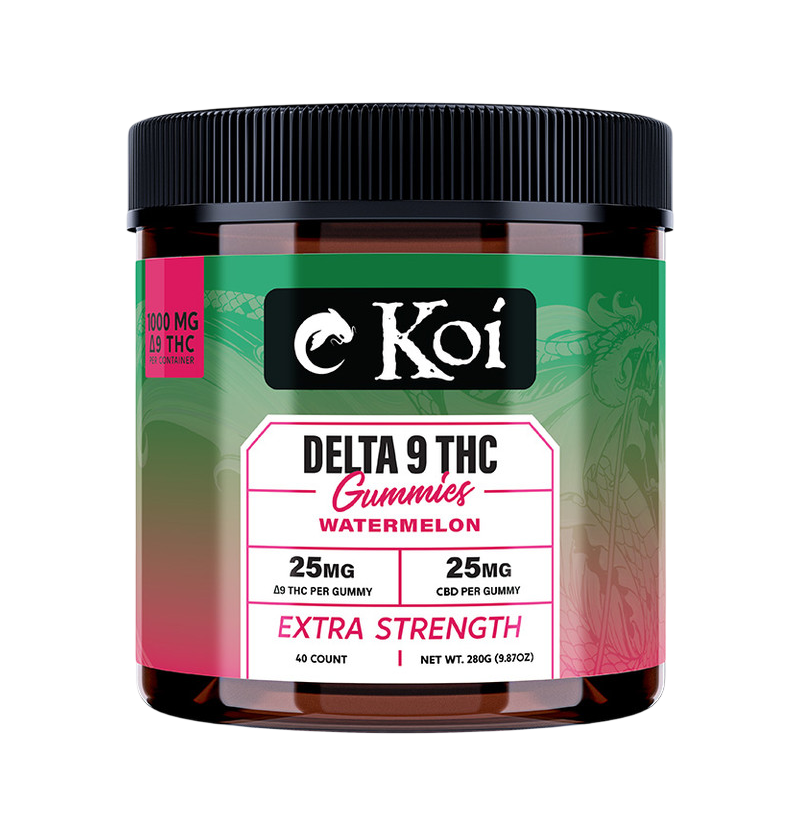 Koi
1000 MG
Δ9 THC
PER CONTAINER
DELTA 9 THC
Gummies
WATERMELON
25MG
Δ9 THC PER GUMMY
25MG
CBD PER GUMMY
EXTRA STRENGTH
40 COUNT | NET WT. 280G (9.87OZ)